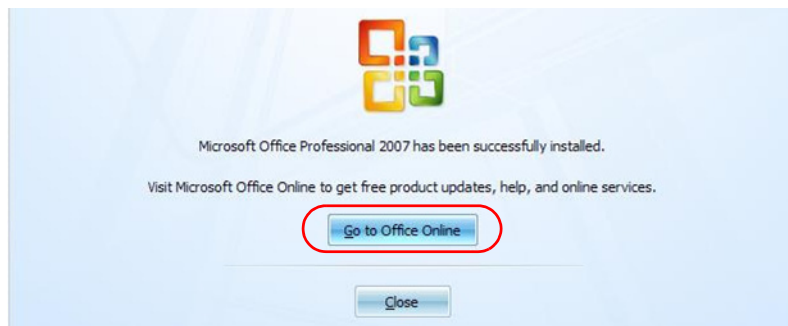 Microsoft Office Professional 2007 has been successfully installed.
Visit Microsoft Office Online to get free product updates, help, and online services.
Go to Office Online
Close